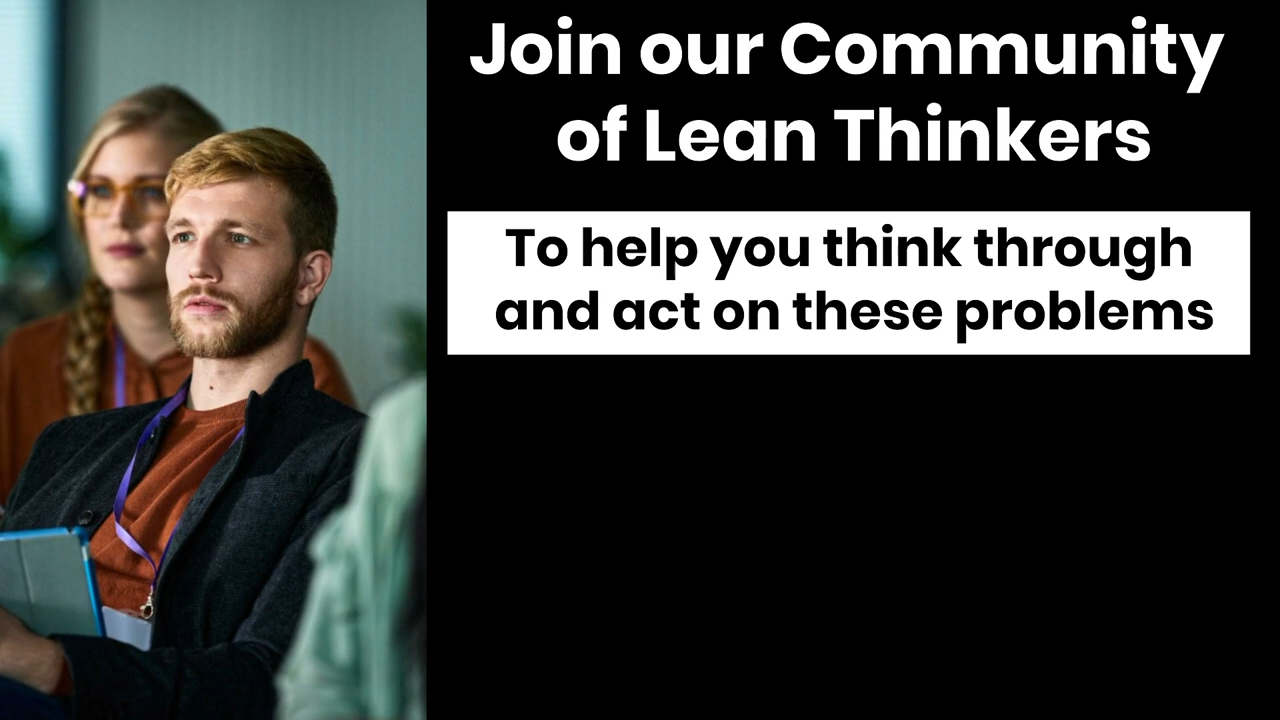 Join our Community
of Lean Thinkers
To help you think through
and act on these problems